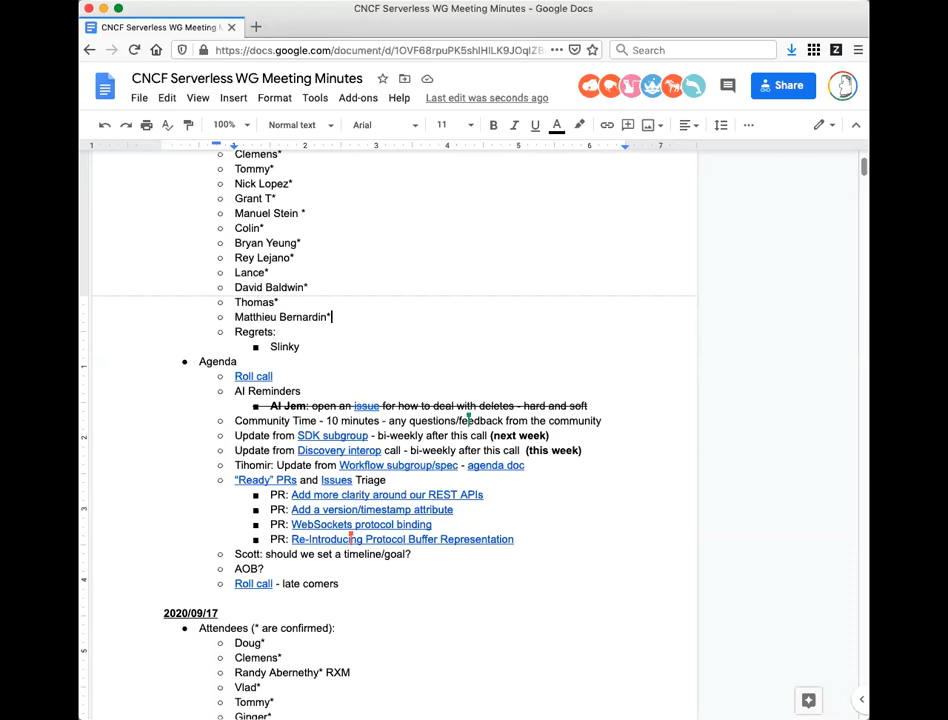 CNCF Serverless WG Meeting Minutes - Google Docs
CNCF Serverless WG Meeting M
https://docs.google.com/document/d/1OVF68rpuPK5shIHILK9JOqlZB
Search
CNCF Serverless WG Meeting Minutes
File Edit View Insert Format Tools Add-ons Help Last edit was seconds ago
Share
100% Normal text Arial 11 B I U A
1 1 2 3 4 5 6 7
Clemens*
Tommy*
Nick Lopez*
Grant T*
Manuel Stein *
Colin*
Bryan Yeung*
Rey Lejano*
Lance*
David Baldwin*
Thomas*
Matthieu Bernardin*
Regrets:
Slinky
Agenda
Roll call
AI Reminders
AI Jem: open an issue for how to deal with deletes - hard and soft
Community Time - 10 minutes - any questions/feedback from the community
Update from SDK subgroup - bi-weekly after this call (next week)
Update from Discovery interop call - bi-weekly after this call (this week)
Tihomir: Update from Workflow subgroup/spec - agenda doc
“Ready” PRs and Issues Triage
PR: Add more clarity around our REST APIs
PR: Add a version/timestamp attribute
PR: WebSockets protocol binding
PR: Re-Introducing Protocol Buffer Representation
Scott: should we set a timeline/goal?
AOB?
Roll call - late comers
2020/09/17
Attendees (* are confirmed):
Doug*
Clemens*
Randy Abernethy* RXM
Vlad*
Tommy*
Ginger*